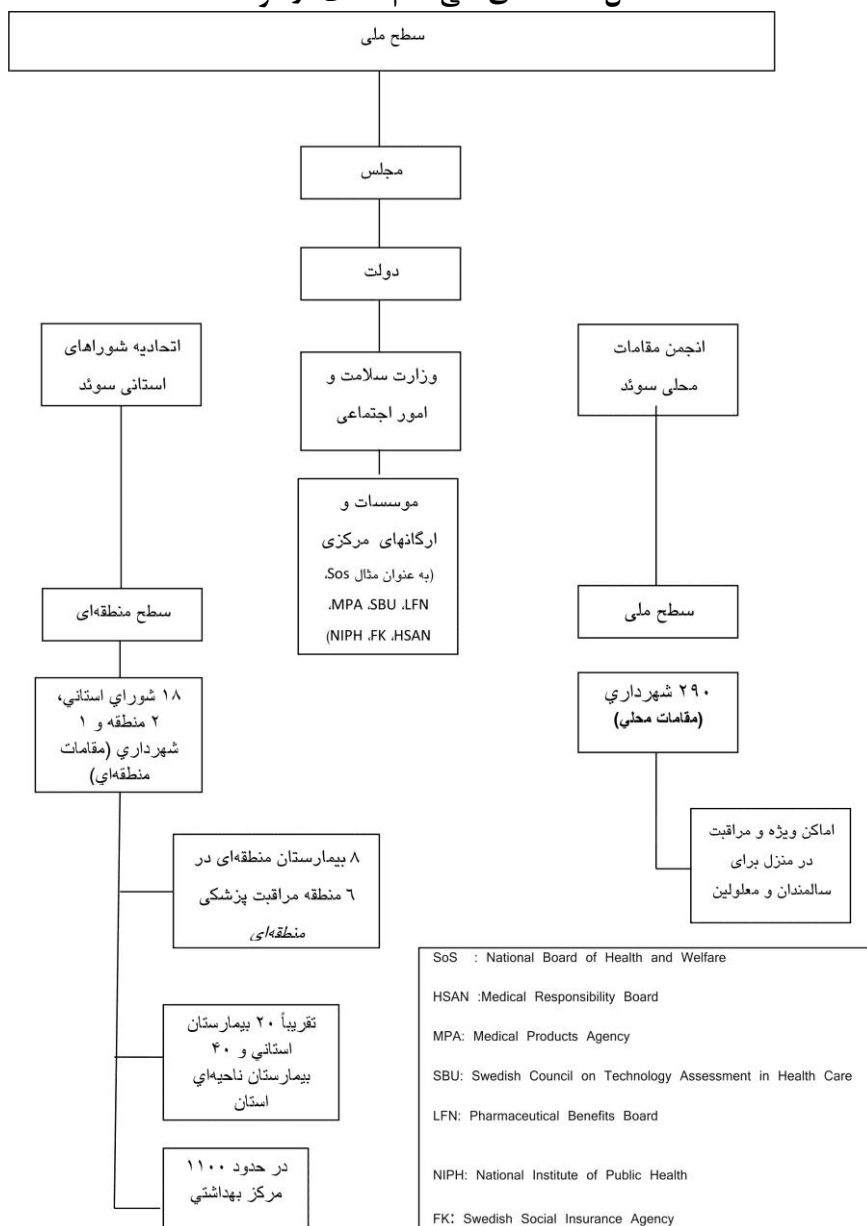 سطح ملی
مجلس
دولت
اتحادیه شوراهای
استانی سوئد
وزارت سلامت و
امور اجتماعی
انجمن مقامات
محلی سوئد
موسسات و
ارگانهای مرکزی
(به عنوان مثال Sos،
MPA ،SBU ،LFN،
NIPH ،FK ،HSAN)
سطح منطقه‌ای
سطح ملی
۱۸ شوراي استاني،
۲ منطقه و ۱
شهرداري (مقامات
منطقه‌اي)
۲۹۰ شهرداري
(مقامات محلي)
۸ بیمارستان منطقه‌ای در
٦ منطقه مراقبت پزشکی
منطقه‌ای
اماکن ویژه و مراقبت
در منزل برای
سالمندان و معلولین
تقریباً ۲۰ بیمارستان
استاني و ۴۰
بیمارستان ناحیه‌اي
استان
در حدود ۱۱۰۰
مرکز بهداشتي
SoS : National Board of Health and Welfare
HSAN :Medical Responsibility Board
MPA: Medical Products Agency
SBU: Swedish Council on Technology Assessment in Health Care
LFN: Pharmaceutical Benefits Board
NIPH: National Institute of Public Health
FK: Swedish Social Insurance Agency